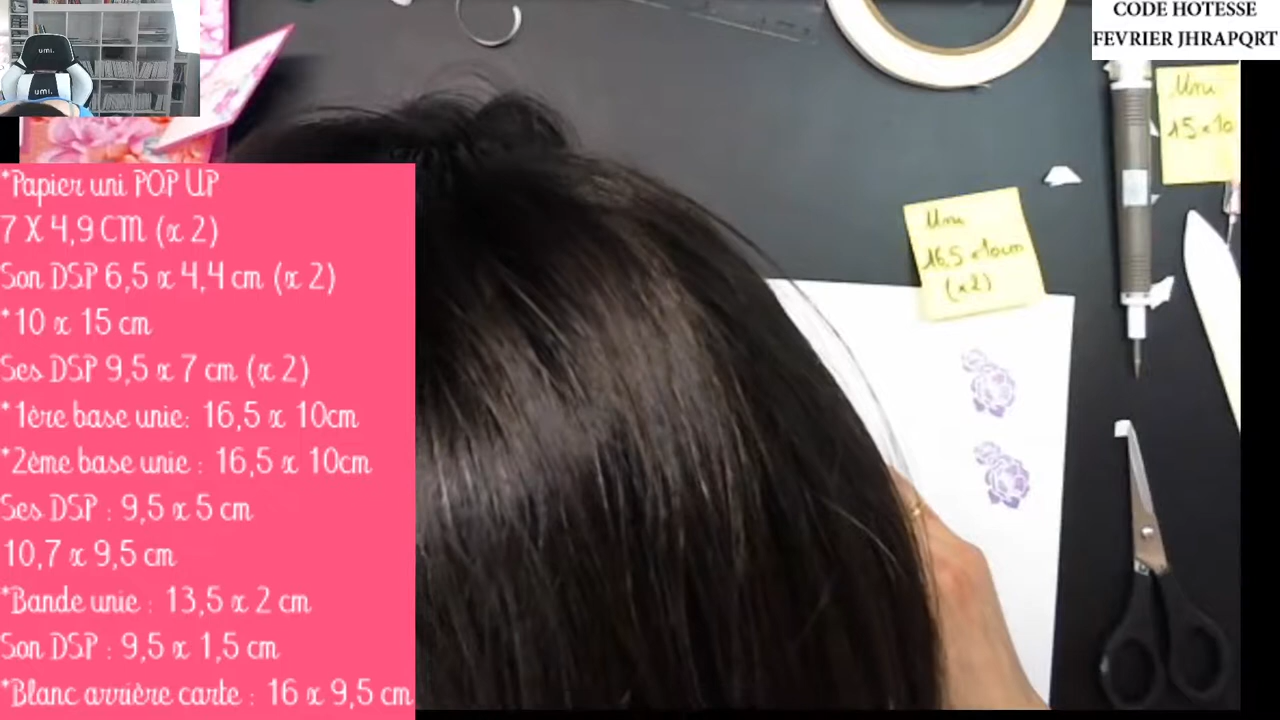 CODE HOTESSE
FEVRIER JHRAPQRT
umi.
umi.
*Papier uni POP UP
7 X 4,9 CM (x 2)
Son DSP 6,5 x 4,4 cm (x 2)
*10 x 15 cm
Ses DSP 9,5 x 7 cm (x 2)
*1ère base unie: 16,5 x 10cm
*2ème base unie : 16,5 x 10cm
Ses DSP : 9,5 x 5 cm
10,7 x 9,5 cm
*Bande unie : 13,5 x 2 cm
Son DSP : 9,5 x 1,5 cm
*Blanc arrière carte : 16 x 9,5 cm
Uni
15 x 10
Uni
16,5 x 10cm
(x2)